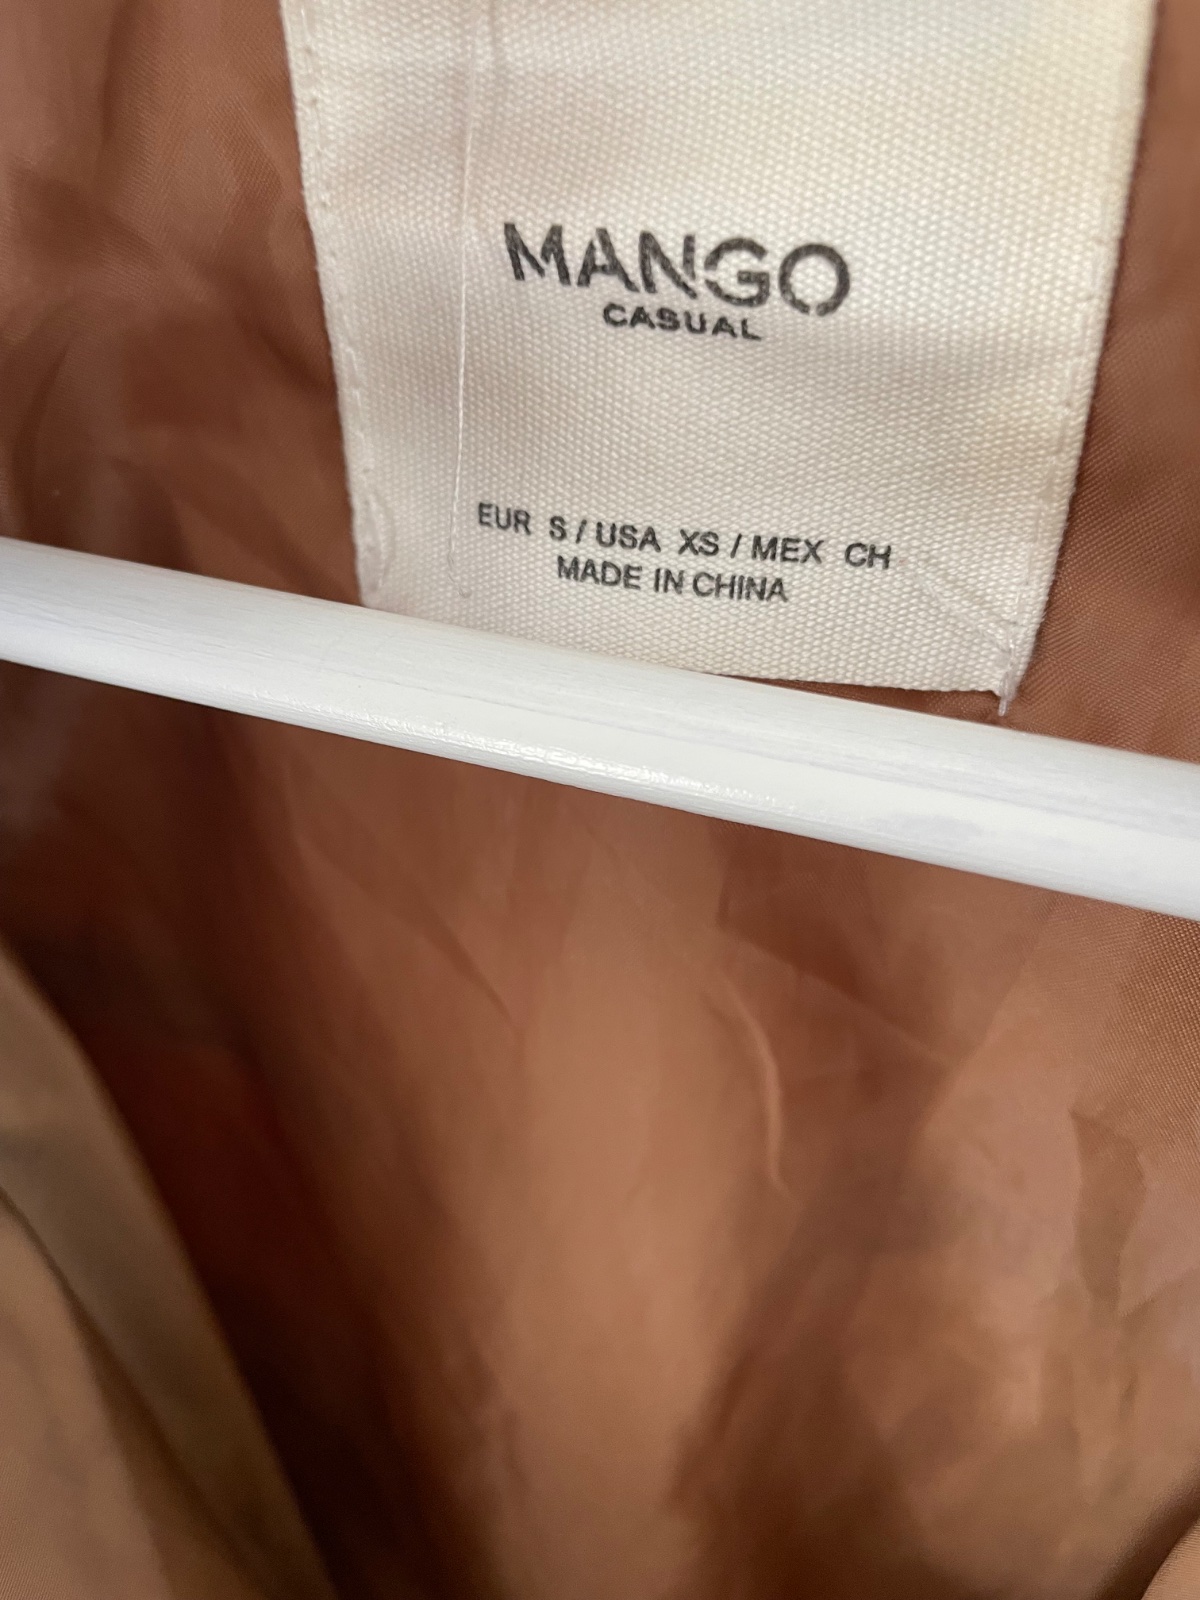 MANGO
CASUAL
EUR S / USA XS / MEX CH
MADE IN CHINA